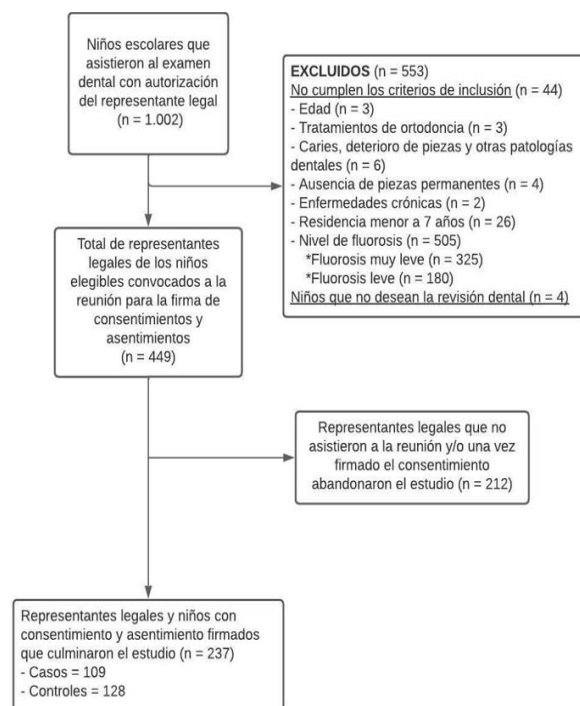 Niños escolares que
asistieron al examen
dental con autorización
del representante legal
(n = 1.002)
EXCLUIDOS (n = 553)
No cumplen los criterios de inclusión (n = 44)
- Edad (n = 3)
- Tratamientos de ortodoncia (n = 3)
- Caries, deterioro de piezas y otras patologías
dentales (n = 6)
- Ausencia de piezas permanentes (n = 4)
- Enfermedades crónicas (n = 2)
- Residencia menor a 7 años (n = 26)
- Nivel de fluorosis (n = 505)
*Fluorosis muy leve (n = 325)
*Fluorosis leve (n = 180)
Niños que no desean la revisión dental (n = 4)
Total de representantes
legales de los niños
elegibles convocados a la
reunión para la firma de
consentimientos y
asentimientos
(n = 449)
Representantes legales que no
asistieron a la reunión y/o una vez
firmado el consentimiento
abandonaron el estudio (n = 212)
Representantes legales y niños con
consentimiento y asentimiento firmados
que culminaron el estudio (n = 237)
- Casos = 109
- Controles = 128